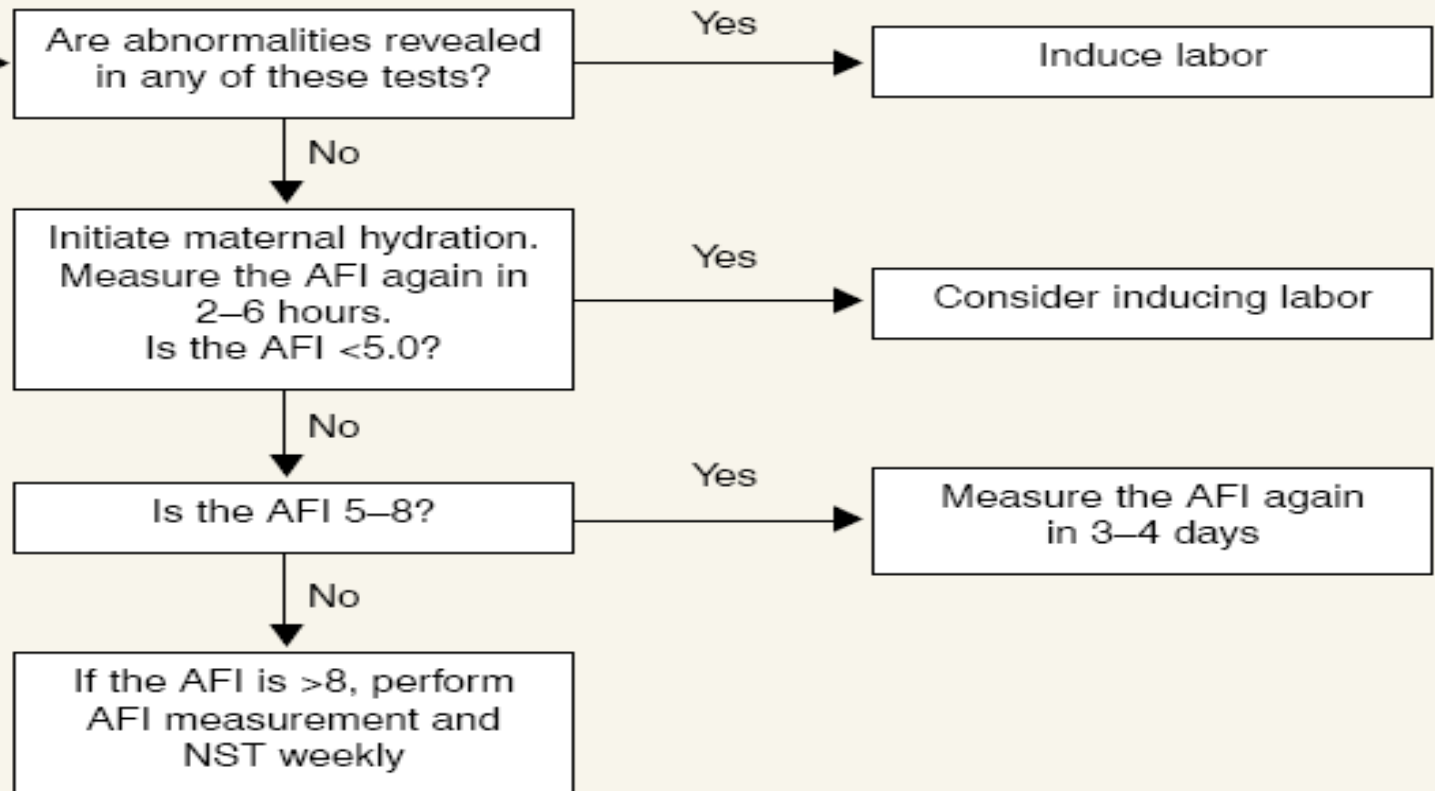 Are abnormalities revealed
in any of these tests?
Yes
Induce labor
No
Initiate maternal hydration.
Measure the AFI again in
2–6 hours.
Is the AFI <5.0?
Yes
Consider inducing labor
No
Is the AFI 5–8?
Yes
Measure the AFI again
in 3–4 days
No
If the AFI is >8, perform
AFI measurement and
NST weekly